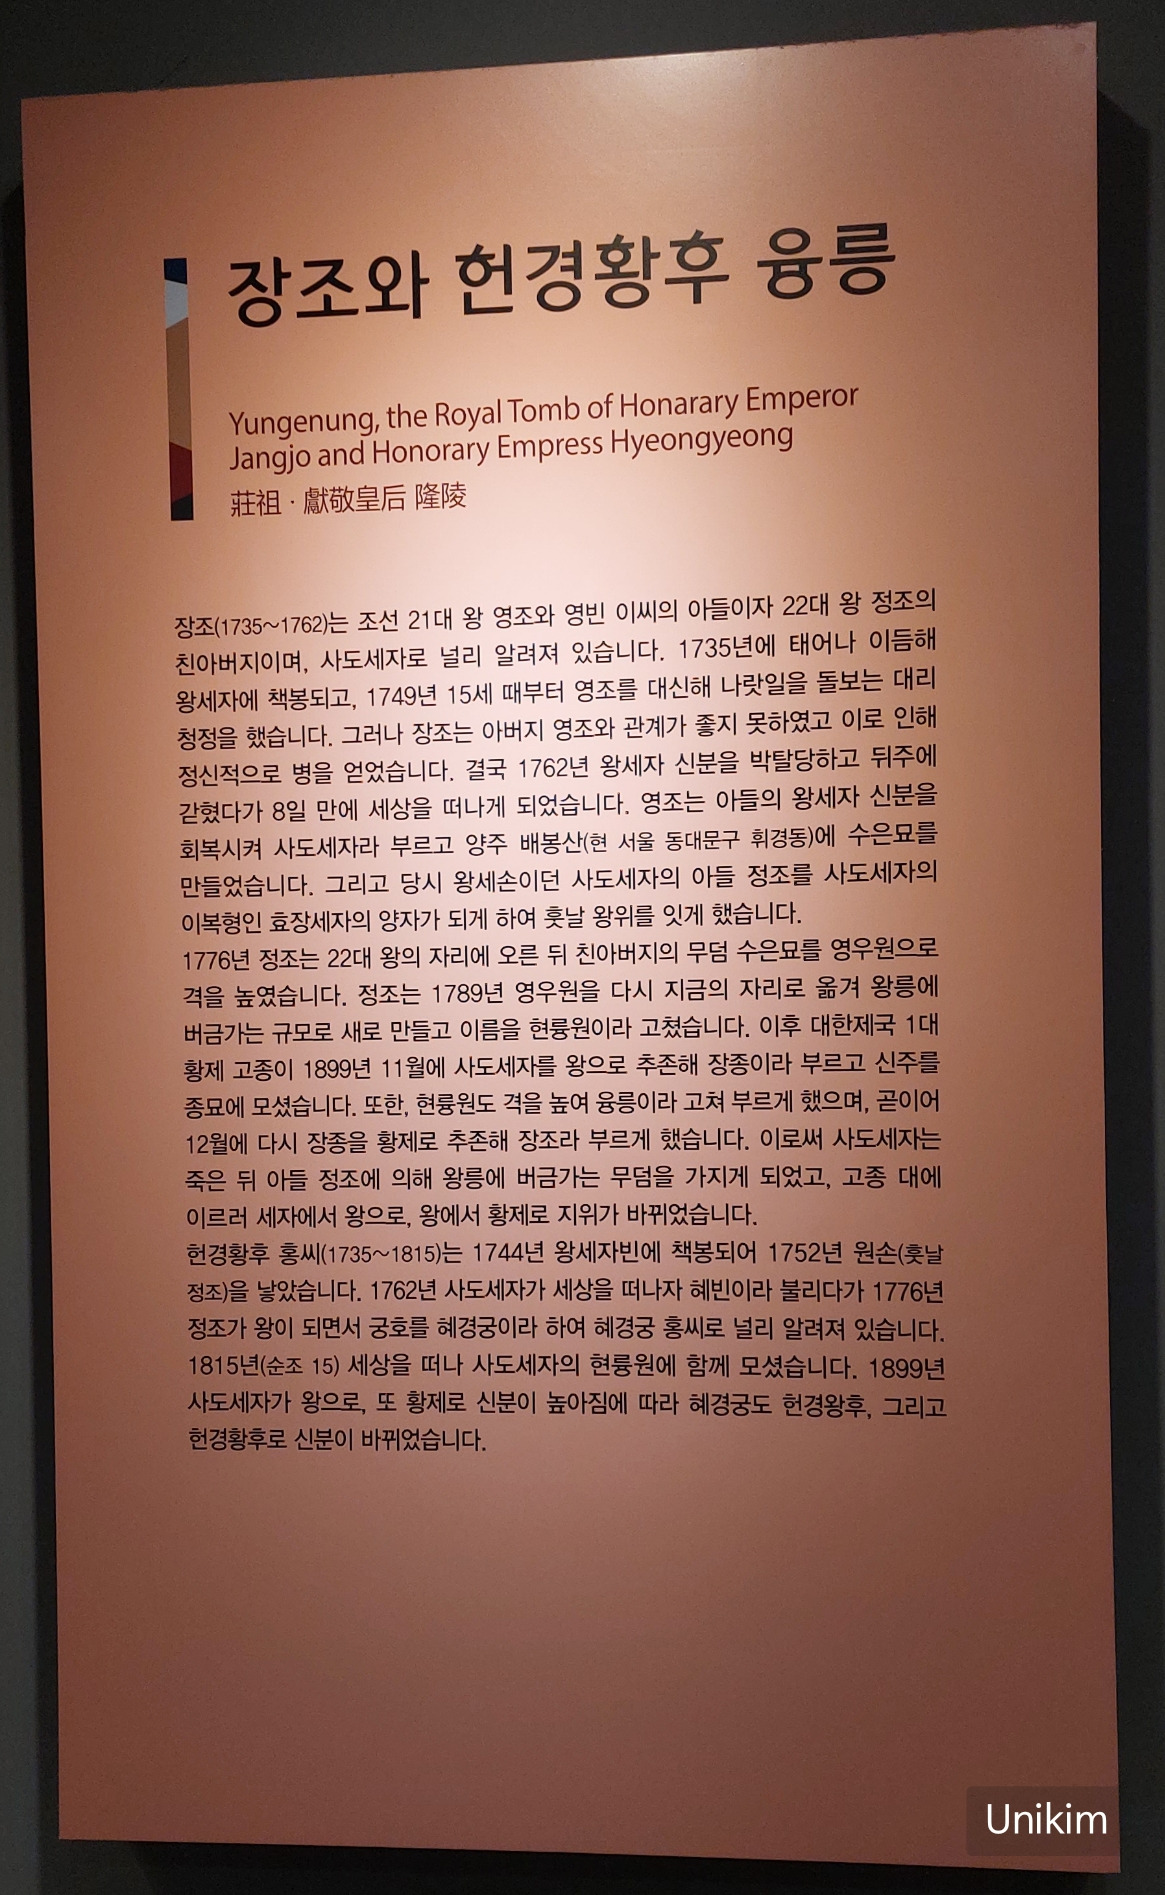 장조와 헌경황후 융릉
Yungenung, the Royal Tomb of Honarary Emperor
Jangjo and Honorary Empress Hyeongyeong
莊祖 · 獻敬皇后 隆陵
장조(1735~1762)는 조선 21대 왕 영조와 영빈 이씨의 아들이자 22대 왕 정조의
친아버지이며, 사도세자로 널리 알려져 있습니다. 1735년에 태어나 이듬해
왕세자에 책봉되고, 1749년 15세 때부터 영조를 대신해 나랏일을 돌보는 대리
청정을 했습니다. 그러나 장조는 아버지 영조와 관계가 좋지 못하였고 이로 인해
정신적으로 병을 얻었습니다. 결국 1762년 왕세자 신분을 박탈당하고 뒤주에
갇혔다가 8일 만에 세상을 떠나게 되었습니다. 영조는 아들의 왕세자 신분을
회복시켜 사도세자라 부르고 양주 배봉산(현 서울 동대문구 휘경동)에 수은묘를
만들었습니다. 그리고 당시 왕세손이던 사도세자의 아들 정조를 사도세자의
이복형인 효장세자의 양자가 되게 하여 훗날 왕위를 잇게 했습니다.
1776년 정조는 22대 왕의 자리에 오른 뒤 친아버지의 무덤 수은묘를 영우원으로
격을 높였습니다. 정조는 1789년 영우원을 다시 지금의 자리로 옮겨 왕릉에
버금가는 규모로 새로 만들고 이름을 현륭원이라 고쳤습니다. 이후 대한제국 1대
황제 고종이 1899년 11월에 사도세자를 왕으로 추존해 장종이라 부르고 신주를
종묘에 모셨습니다. 또한, 현륭원도 격을 높여 융릉이라 고쳐 부르게 했으며, 곧이어
12월에 다시 장종을 황제로 추존해 장조라 부르게 했습니다. 이로써 사도세자는
죽은 뒤 아들 정조에 의해 왕릉에 버금가는 무덤을 가지게 되었고, 고종 대에
이르러 세자에서 왕으로, 왕에서 황제로 지위가 바뀌었습니다.
헌경황후 홍씨(1735~1815)는 1744년 왕세자빈에 책봉되어 1752년 원손(훗날
정조)을 낳았습니다. 1762년 사도세자가 세상을 떠나자 혜빈이라 불리다가 1776년
정조가 왕이 되면서 궁호를 혜경궁이라 하여 혜경궁 홍씨로 널리 알려져 있습니다.
1815년(순조 15) 세상을 떠나 사도세자의 현륭원에 함께 모셨습니다. 1899년
사도세자가 왕으로, 또 황제로 신분이 높아짐에 따라 혜경궁도 헌경왕후, 그리고
헌경황후로 신분이 바뀌었습니다.
Unikim